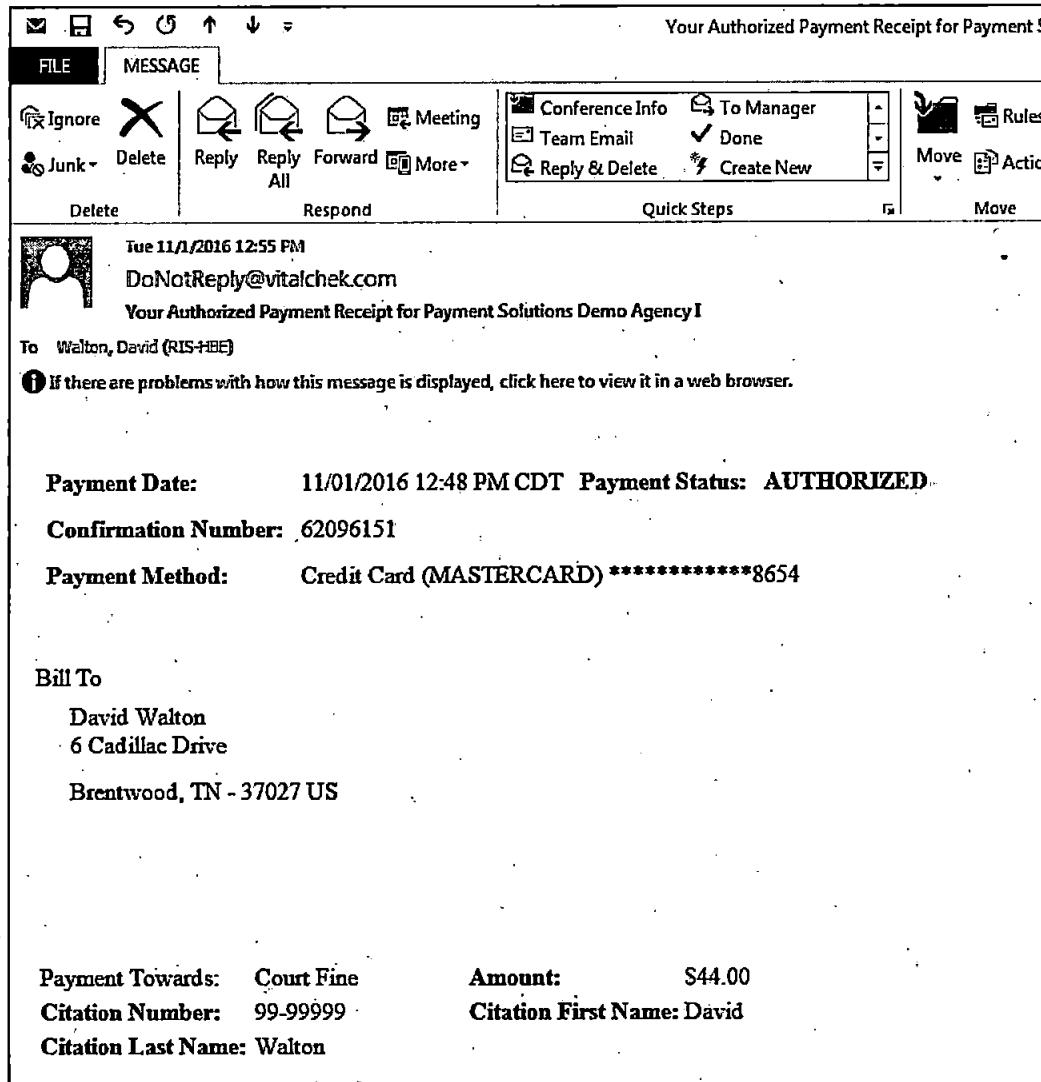 Your Authorized Payment Receipt for Payment S
FILE MESSAGE
Ignore
Junk
Delete
Reply
Reply All
Forward
Meeting
More
Conference Info
Team Email
Reply & Delete
To Manager
Done
Create New
Move
Rules
Actio
Delete Respond Quick Steps Move
Tue 11/1/2016 12:55 PM
DoNotReply@vitalchek.com
Your Authorized Payment Receipt for Payment Solutions Demo Agency I
To Walton, David (RIS-HBE)
If there are problems with how this message is displayed, click here to view it in a web browser.
Payment Date: 11/01/2016 12:48 PM CDT Payment Status: AUTHORIZED
Confirmation Number: 62096151
Payment Method: Credit Card (MASTERCARD) ************8654
Bill To
David Walton
6 Cadillac Drive
Brentwood, TN - 37027 US
Payment Towards: Court Fine Amount: $44.00
Citation Number: 99-99999 Citation First Name: David
Citation Last Name: Walton